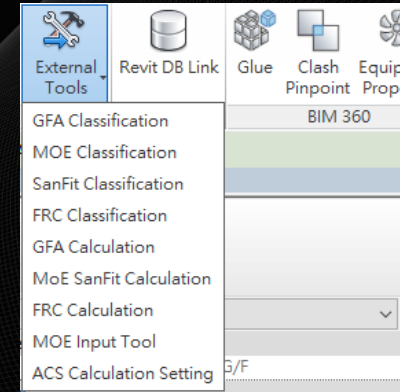 External Tools
Revit DB Link
Glue
Clash Pinpoint
BIM 360
GFA Classification
MOE Classification
SanFit Classification
FRC Classification
GFA Calculation
MoE SanFit Calculation
FRC Calculation
MOE Input Tool
ACS Calculation Setting
G/F